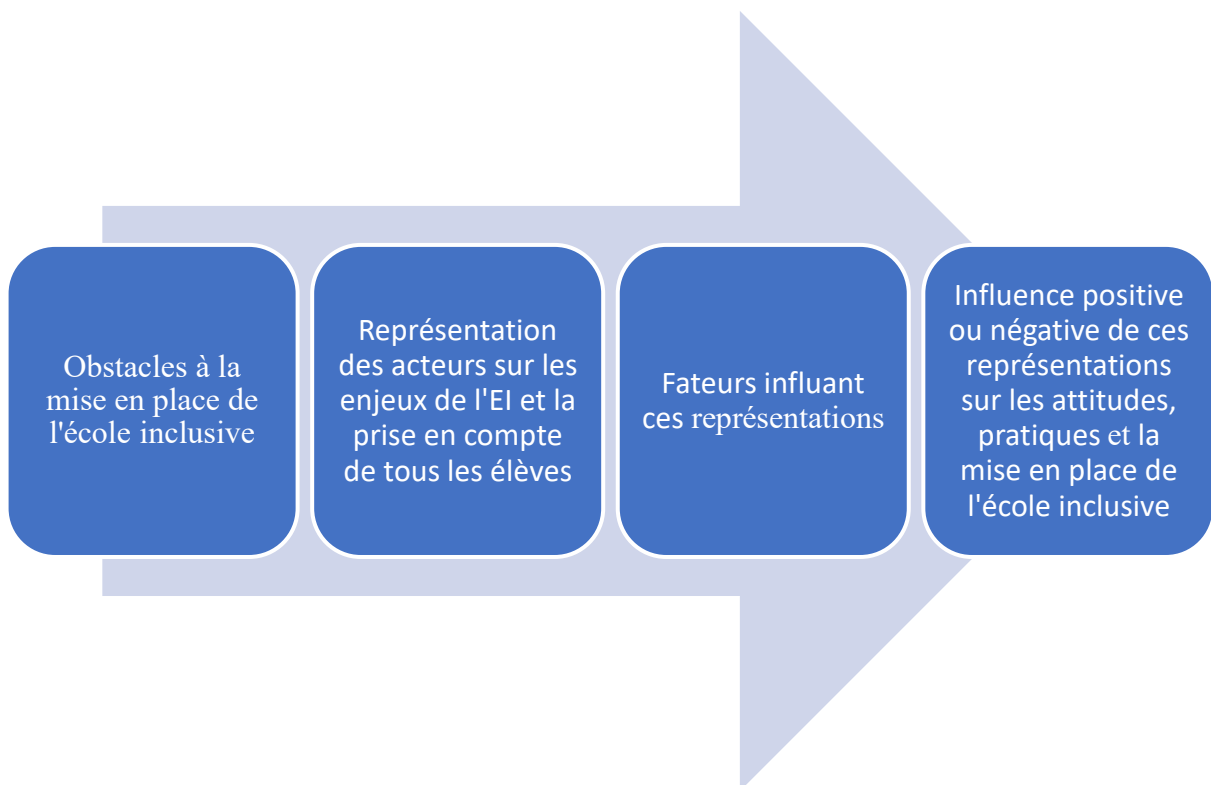 Obstacles à la
mise en place de
l'école inclusive
Représentation
des acteurs sur les
enjeux de l'EI et la
prise en compte
de tous les élèves
Fateurs influant
ces représentations
Influence positive
ou négative de ces
représentations
sur les attitudes,
pratiques et la
mise en place de
l'école inclusive